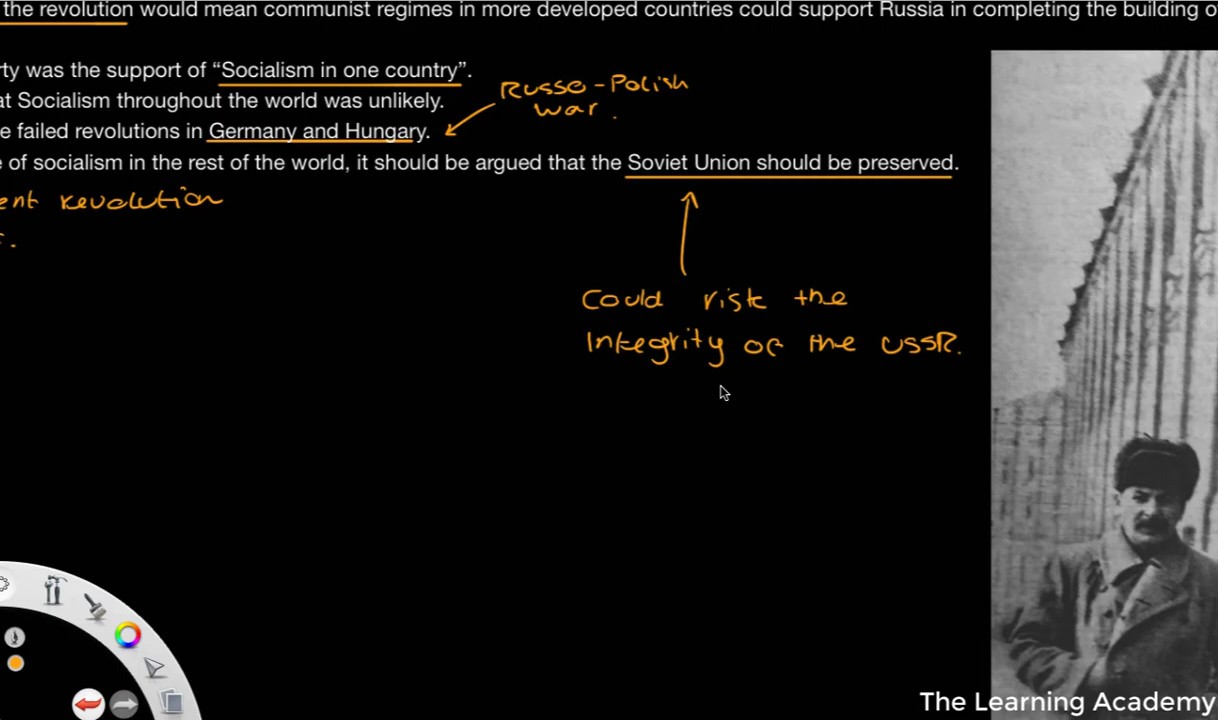 the revolution would mean communist regimes in more developed countries could support Russia in completing the building o
rty was the support of “Socialism in one country”.
at Socialism throughout the world was unlikely.
e failed revolutions in Germany and Hungary.
Russo-Polish
war.
e of socialism in the rest of the world, it should be argued that the Soviet Union should be preserved.
ent revolution
Could risk the
Integrity of the USSR.
The Learning Academy